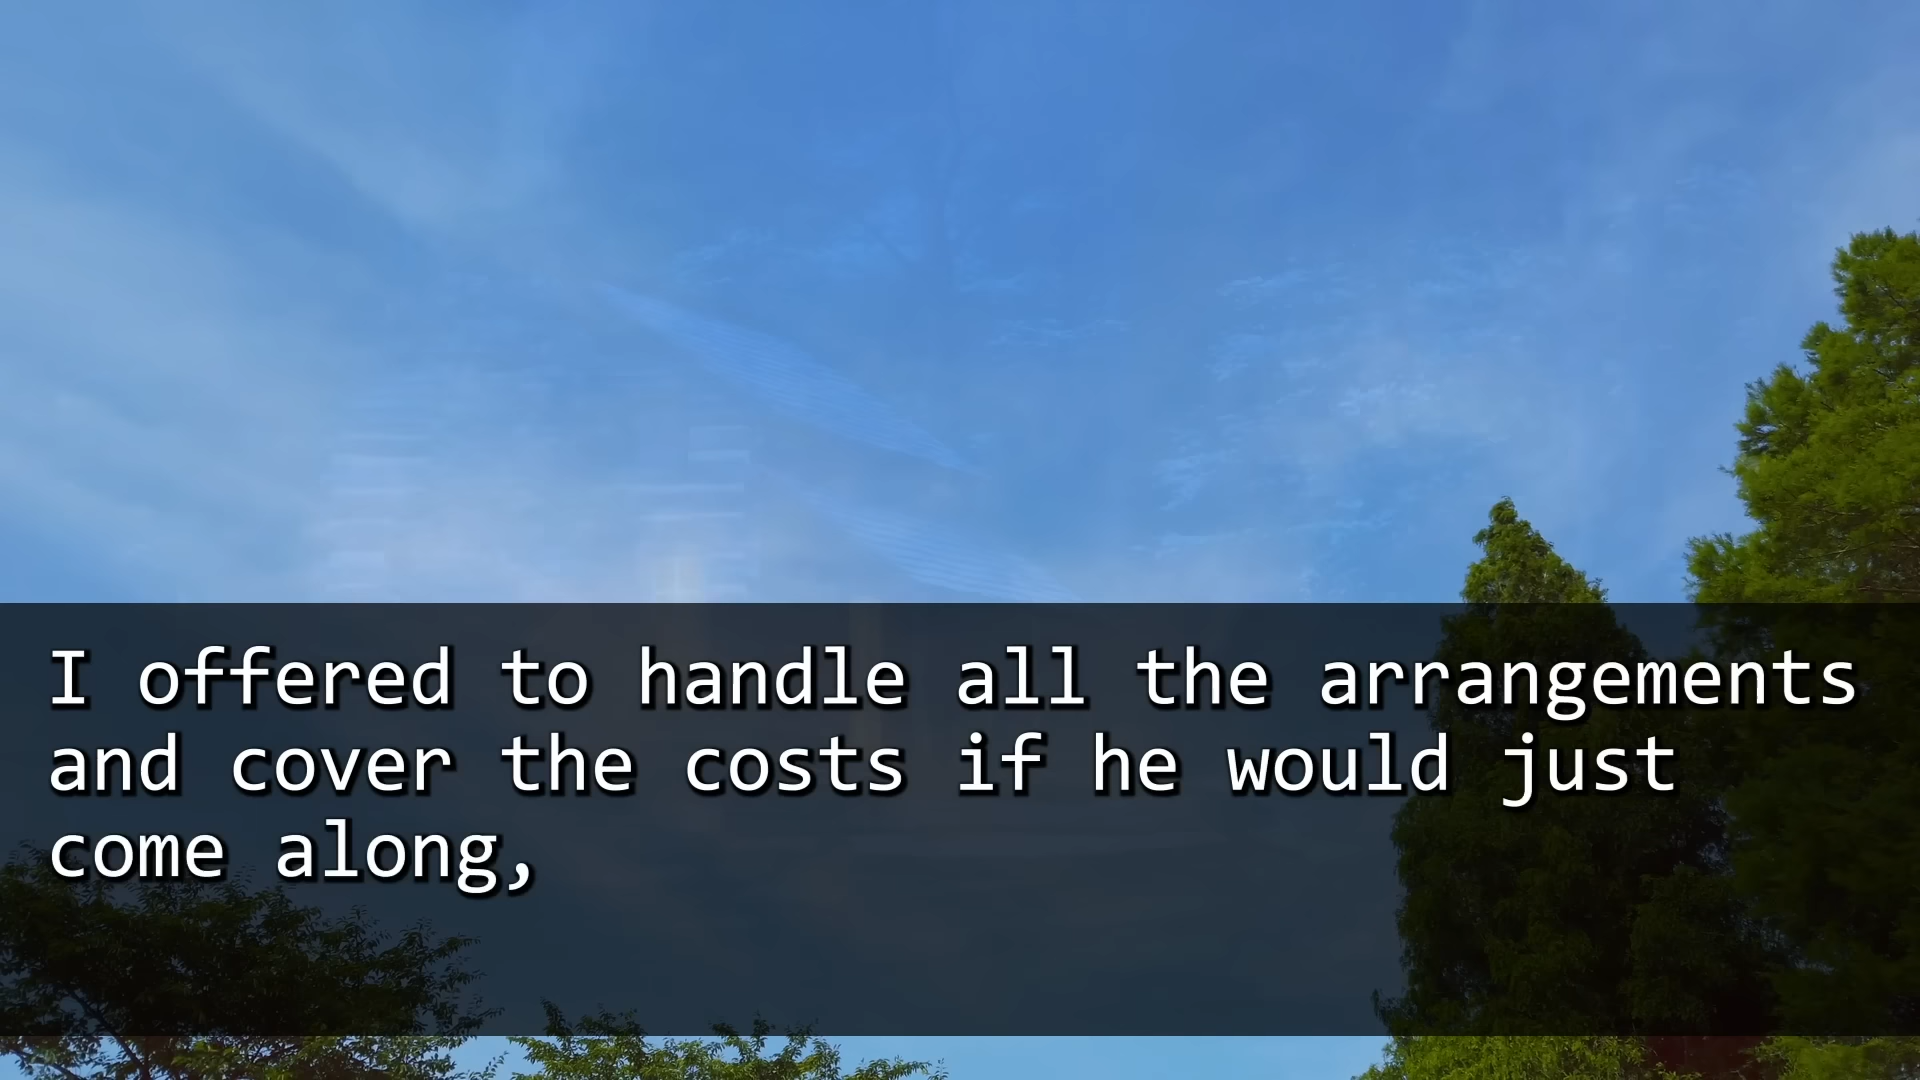 I offered to handle all the arrangements
and cover the costs if he would just
come along,